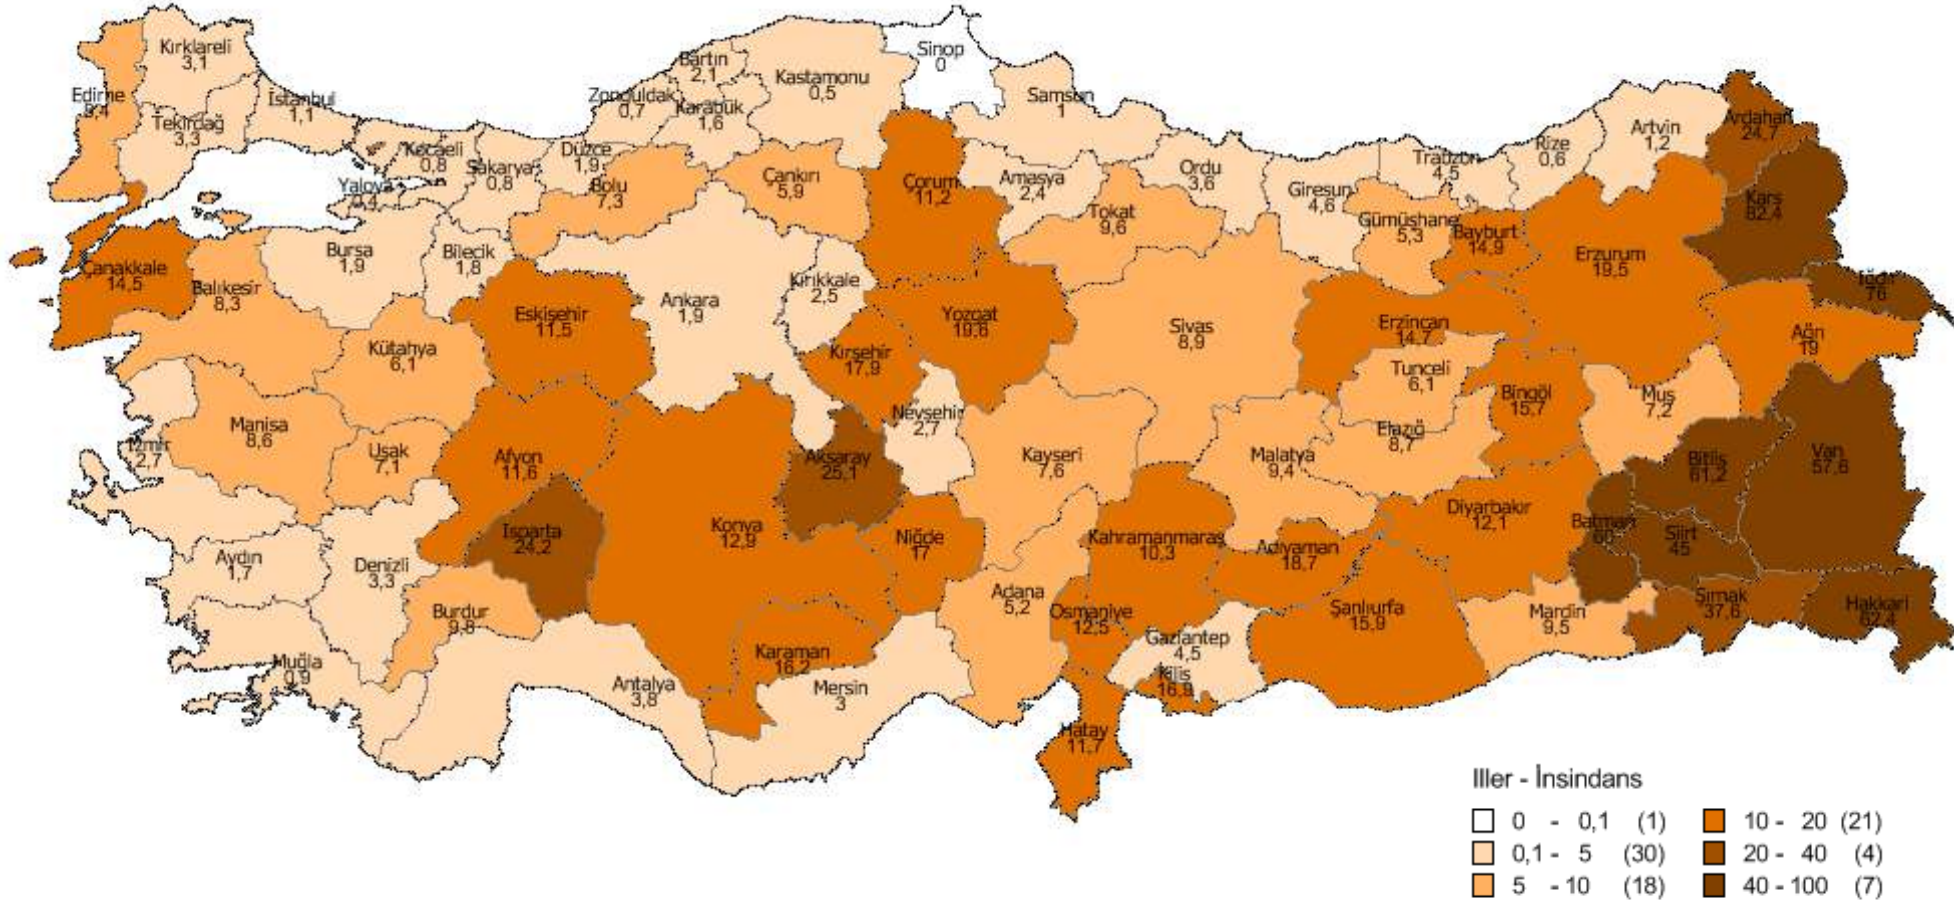 Kırklareli
3,1
Edirne
İstanbul
1,1
Tekirdağ
3,3
Bartın
2,1
Zonguldak
0,7
Karabük
1,6
Kastamonu
0,5
Sinop
0
Samsun
1
Kocaeli
0,8
Sakarya
0,8
Düzce
1,9
Bolu
7,3
Yalova
0,4
Çankırı
5,9
Çorum
11,2
Amasya
2,4
Tokat
9,6
Ordu
3,6
Giresun
4,6
Trabzon
4,5
Rize
0,6
Artvin
1,2
Ardahan
24,7
Kars
82,4
Gümüşhane
5,3
Bayburt
14,9
Erzurum
19,5
Iğdır
76
Çanakkale
14,5
Balıkesir
8,3
Bursa
1,9
Bilecik
1,8
Eskişehir
11,5
Ankara
1,9
Kırıkkale
2,5
Yozgat
19,6
Kırşehir
17,9
Sivas
8,9
Erzincan
14,7
Tunceli
6,1
Bingöl
15,7
Muş
7,2
Ağrı
19
Kütahya
6,1
Manisa
8,6
İzmir
2,7
Uşak
7,1
Afyon
11,6
Nevşehir
2,7
Aksaray
25,1
Kayseri
7,6
Malatya
9,4
Elazığ
8,7
Bitlis
61,2
Van
57,6
Isparta
24,2
Konya
12,9
Niğde
17
Kahramanmaraş
10,3
Adıyaman
18,7
Diyarbakır
12,1
Batman
60
Siirt
45
Şırnak
37,6
Hakkari
62,4
Aydın
1,7
Denizli
3,3
Burdur
9,8
Muğla
0,9
Antalya
3,8
Karaman
16,2
Mersin
3
Adana
5,2
Osmaniye
12,5
Gaziantep
4,5
Kilis
16,9
Şanlıurfa
15,9
Mardin
9,5
Hatay
11,7
Iller - İnsindans
0 - 0,1 (1)
0,1 - 5 (30)
5 - 10 (18)
10 - 20 (21)
20 - 40 (4)
40 - 100 (7)